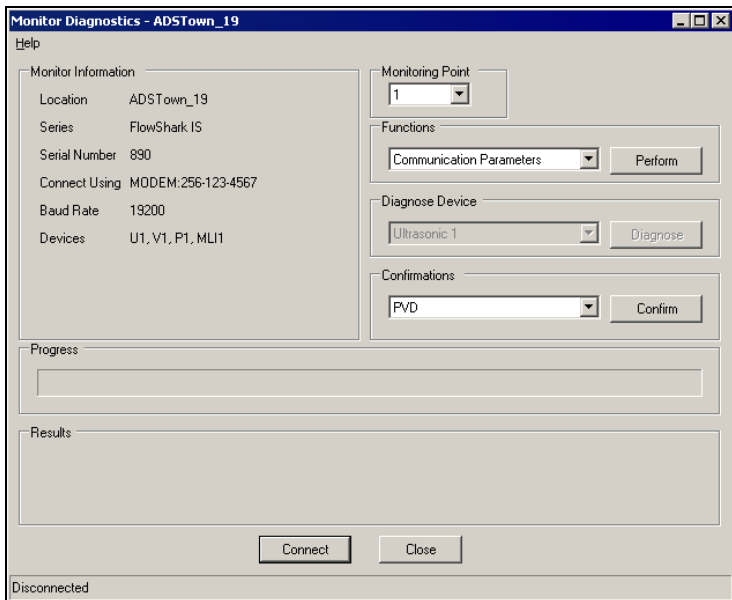 Monitor Diagnostics - ADSTown_19
Help
Monitor Information
Location ADSTown_19
Series FlowShark IS
Serial Number 890
Connect Using MODEM:256-123-4567
Baud Rate 19200
Devices U1, V1, P1, MLI1
Monitoring Point
1
Functions
Communication Parameters Perform
Diagnose Device
Ultrasonic 1 Diagnose
Confirmations
PVD Confirm
Progress
Results
Connect Close
Disconnected